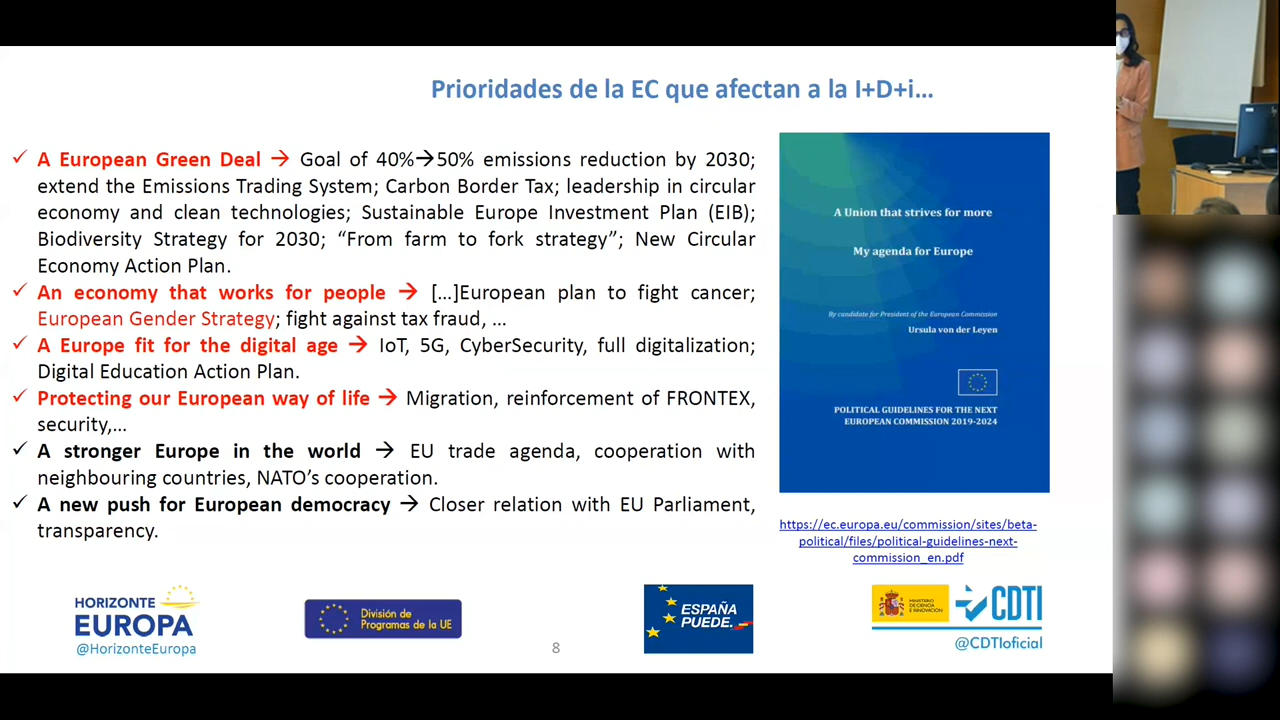 Prioridades de la EC que afectan a la I+D+i...
✓ A European Green Deal → Goal of 40%→50% emissions reduction by 2030;
extend the Emissions Trading System; Carbon Border Tax; leadership in circular
economy and clean technologies; Sustainable Europe Investment Plan (EIB);
Biodiversity Strategy for 2030; “From farm to fork strategy”; New Circular
Economy Action Plan.
✓ An economy that works for people → [...]European plan to fight cancer;
European Gender Strategy; fight against tax fraud, ...
✓ A Europe fit for the digital age → IoT, 5G, CyberSecurity, full digitalization;
Digital Education Action Plan.
✓ Protecting our European way of life → Migration, reinforcement of FRONTEX,
security,...
✓ A stronger Europe in the world → EU trade agenda, cooperation with
neighbouring countries, NATO’s cooperation.
✓ A new push for European democracy → Closer relation with EU Parliament,
transparency.
A Union that strives for more
My agenda for Europe
By candidate for President of the European Commission
Ursula von der Leyen
POLITICAL GUIDELINES FOR THE NEXT
EUROPEAN COMMISSION 2019-2024
https://ec.europa.eu/commission/sites/beta-
political/files/political-guidelines-next-
commission_en.pdf
HORIZONTE
EUROPA
@HorizonteEuropa
División de
Programas de la UE
8
ESPAÑA
PUEDE.
MINISTERIO
DE CIENCIA
E INNOVACIÓN
CDTI
@CDTIoficial